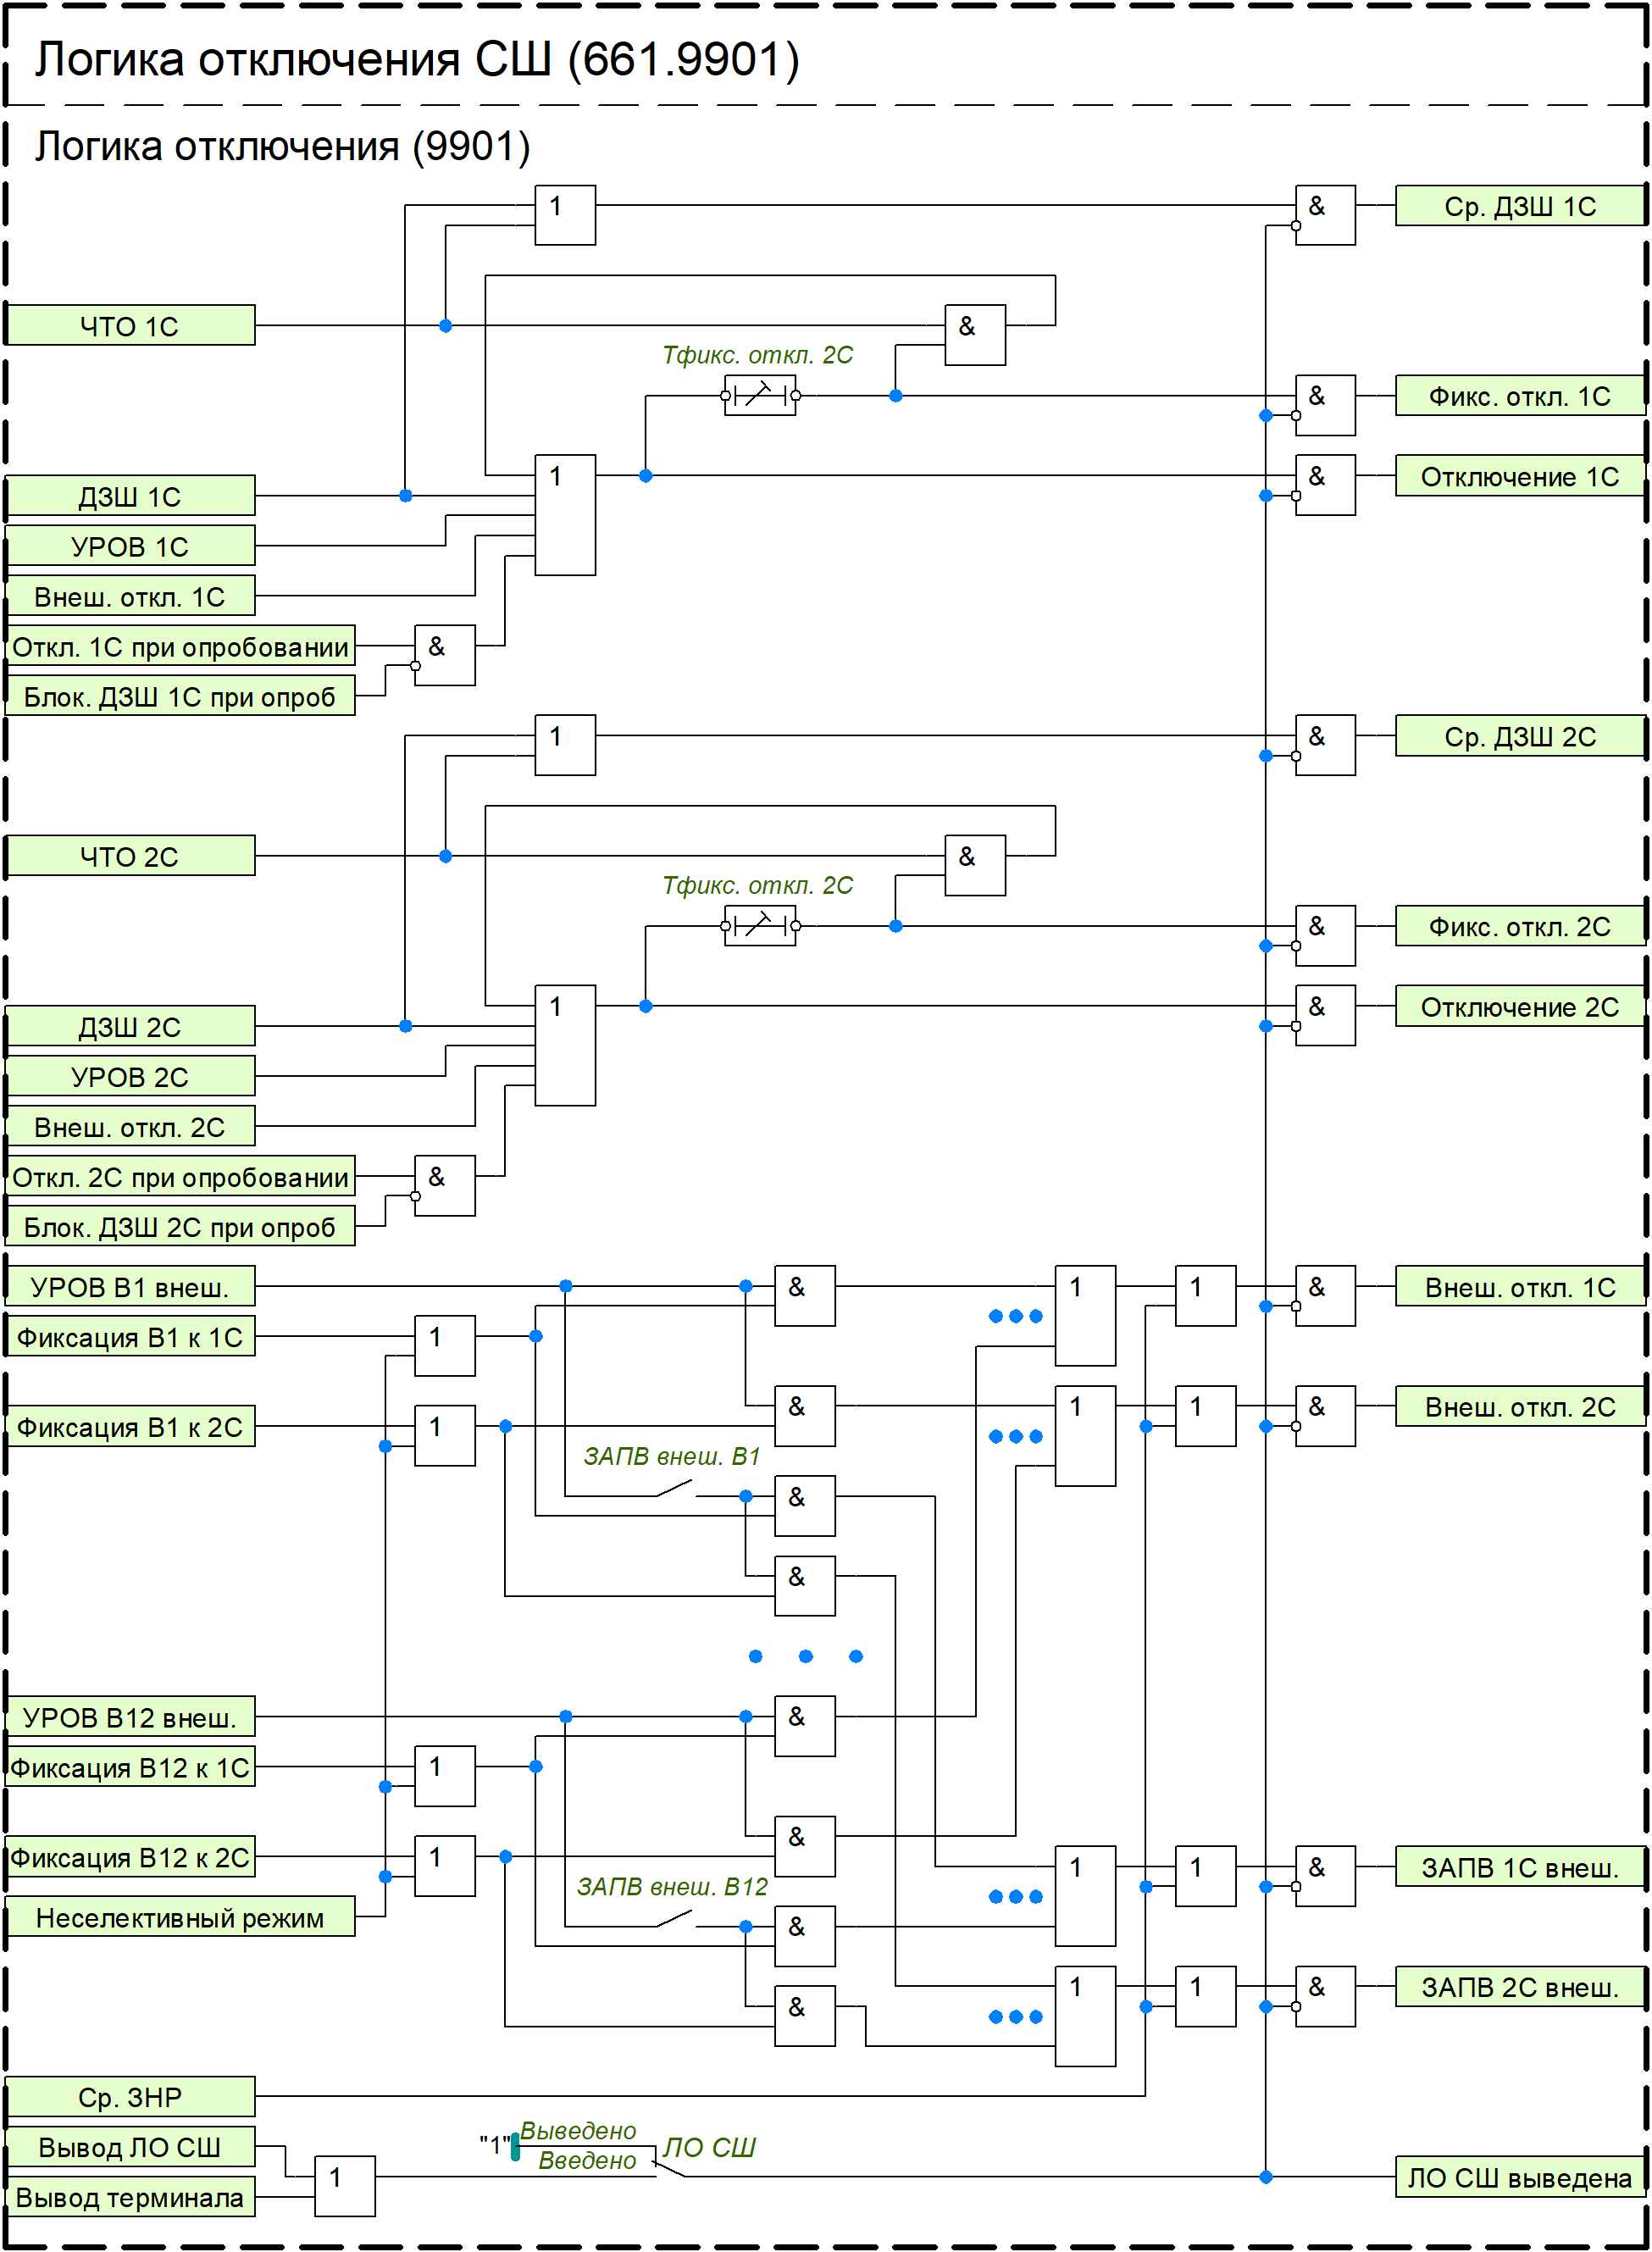 Логика отключения СШ (661.9901)
Логика отключения (9901)
1
&
Ср. ДЗШ 1С
ЧТО 1С
&
Тфикс. откл. 2С
&
Фикс. откл. 1С
ДЗШ 1С
1
&
Отключение 1С
УРОВ 1С
Внеш. откл. 1С
Откл. 1С при опробовании
&
Блок. ДЗШ 1С при опроб
1
&
Ср. ДЗШ 2С
ЧТО 2С
&
Тфикс. откл. 2С
&
Фикс. откл. 2С
ДЗШ 2С
1
&
Отключение 2С
УРОВ 2С
Внеш. откл. 2С
Откл. 2С при опробовании
&
Блок. ДЗШ 2С при опроб
УРОВ В1 внеш.
&
1
1
&
Внеш. откл. 1С
Фиксация В1 к 1С
1
Фиксация В1 к 2С
1
&
1
1
&
Внеш. откл. 2С
ЗАПВ внеш. В1
&
&
УРОВ В12 внеш.
&
Фиксация В12 к 1С
1
Фиксация В12 к 2С
1
&
1
1
&
ЗАПВ 1С внеш.
ЗАПВ внеш. В12
Неселективный режим
&
&
1
1
&
ЗАПВ 2С внеш.
Ср. ЗНР
Вывод ЛО СШ
"1"
Выведено
Введено
ЛО СШ
Вывод терминала
1
ЛО СШ выведена